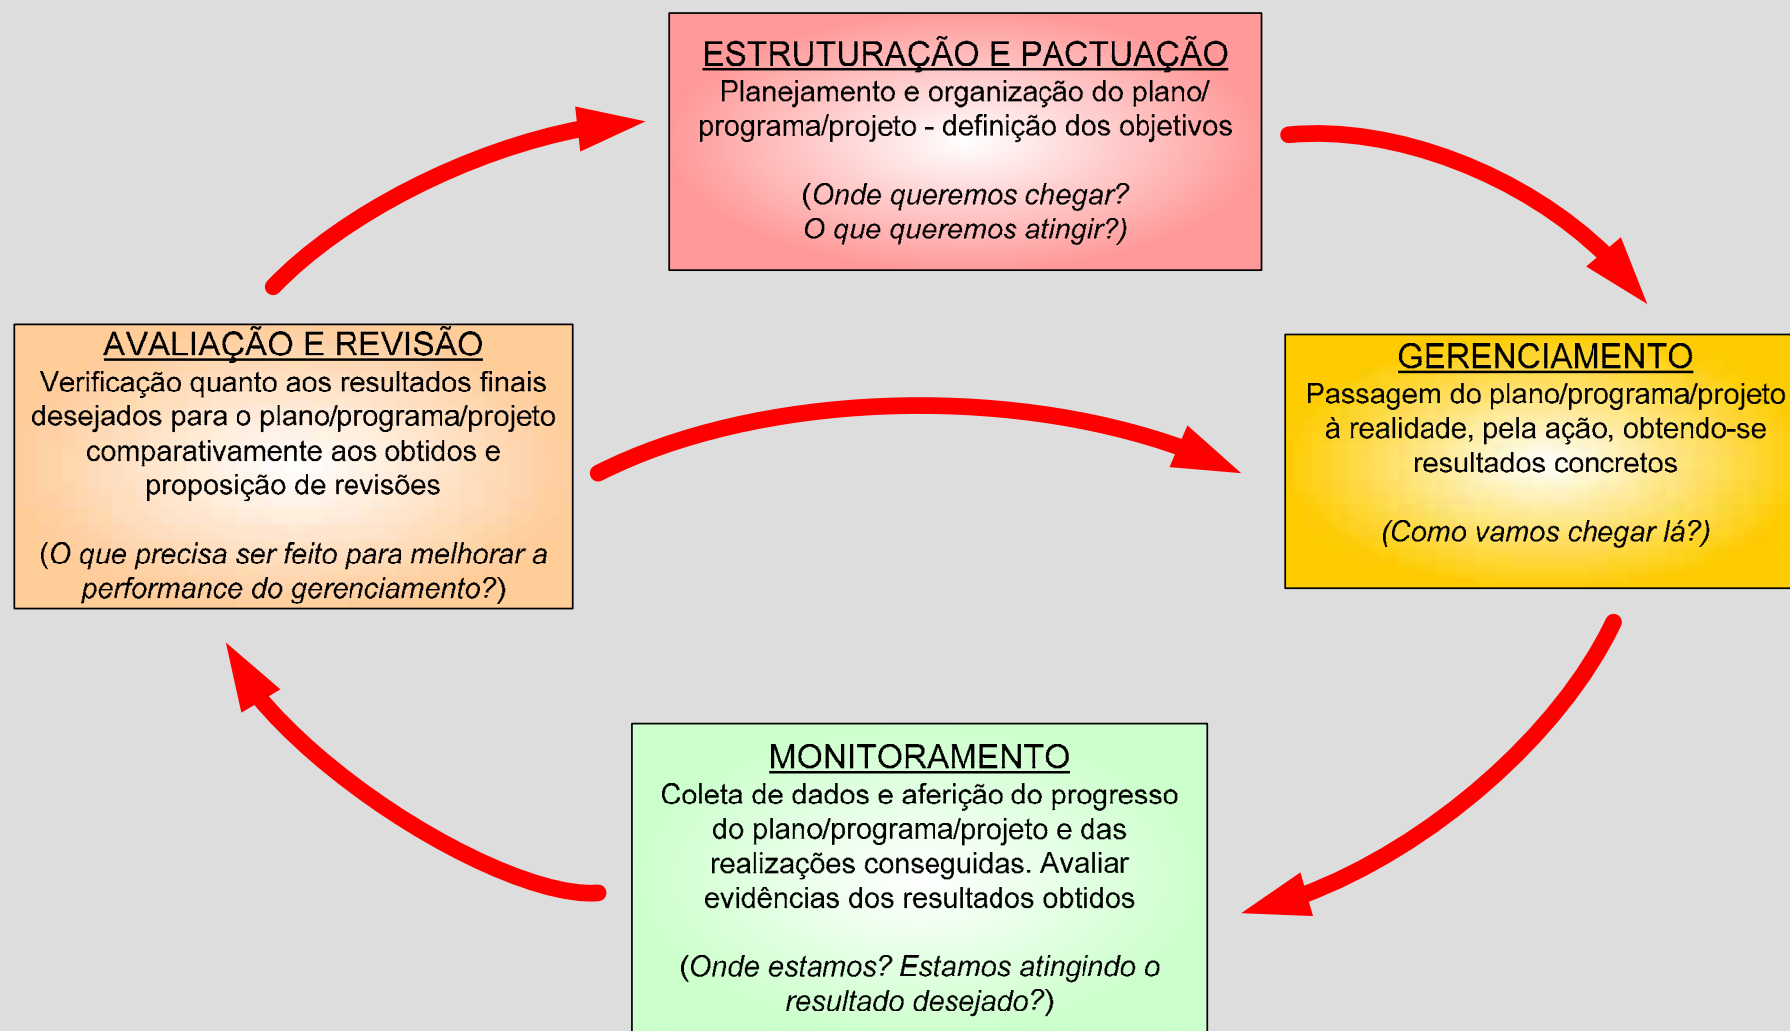 ESTRUTURAÇÃO E PACTUAÇÃO
Planejamento e organização do plano/
programa/projeto - definição dos objetivos
(Onde queremos chegar?
O que queremos atingir?)
AVALIAÇÃO E REVISÃO
Verificação quanto aos resultados finais
desejados para o plano/programa/projeto
comparativamente aos obtidos e
proposição de revisões
(O que precisa ser feito para melhorar a
performance do gerenciamento?)
GERENCIAMENTO
Passagem do plano/programa/projeto
à realidade, pela ação, obtendo-se
resultados concretos
(Como vamos chegar lá?)
MONITORAMENTO
Coleta de dados e aferição do progresso
do plano/programa/projeto e das
realizações conseguidas. Avaliar
evidências dos resultados obtidos
(Onde estamos? Estamos atingindo o
resultado desejado?)